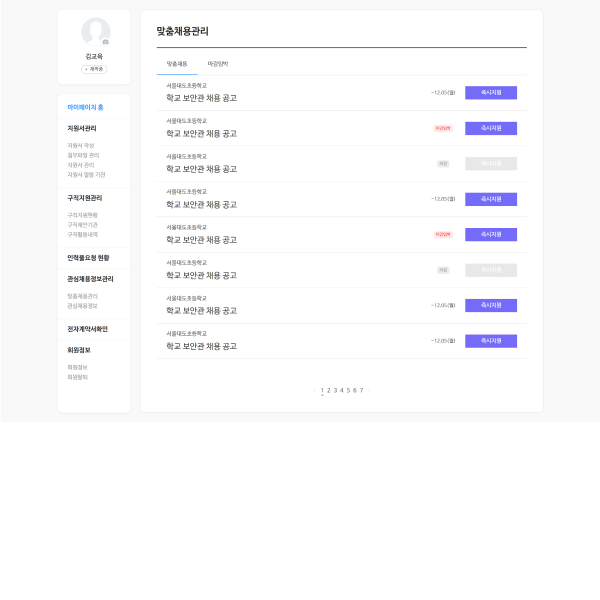 김교육
+ 재직중
마이페이지 홈
지원서관리
지원서 작성
첨부파일 관리
지원서 관리
지원서 열람 기관
구직지원관리
구직지원현황
구직제안기관
구직활동내역
인력풀요청 현황
관심채용정보관리
맞춤채용관리
관심채용정보
전자계약서확인
회원정보
회원정보
회원탈퇴
맞춤채용관리
맞춤채용
마감임박
서울대도초등학교
학교 보안관 채용 공고
~12.05(월)
즉시지원
서울대도초등학교
학교 보안관 채용 공고
마감임박
즉시지원
서울대도초등학교
학교 보안관 채용 공고
마감
즉시지원
서울대도초등학교
학교 보안관 채용 공고
~12.05(월)
즉시지원
서울대도초등학교
학교 보안관 채용 공고
마감임박
즉시지원
서울대도초등학교
학교 보안관 채용 공고
마감
즉시지원
서울대도초등학교
학교 보안관 채용 공고
~12.05(월)
즉시지원
서울대도초등학교
학교 보안관 채용 공고
~12.05(월)
즉시지원
1 2 3 4 5 6 7